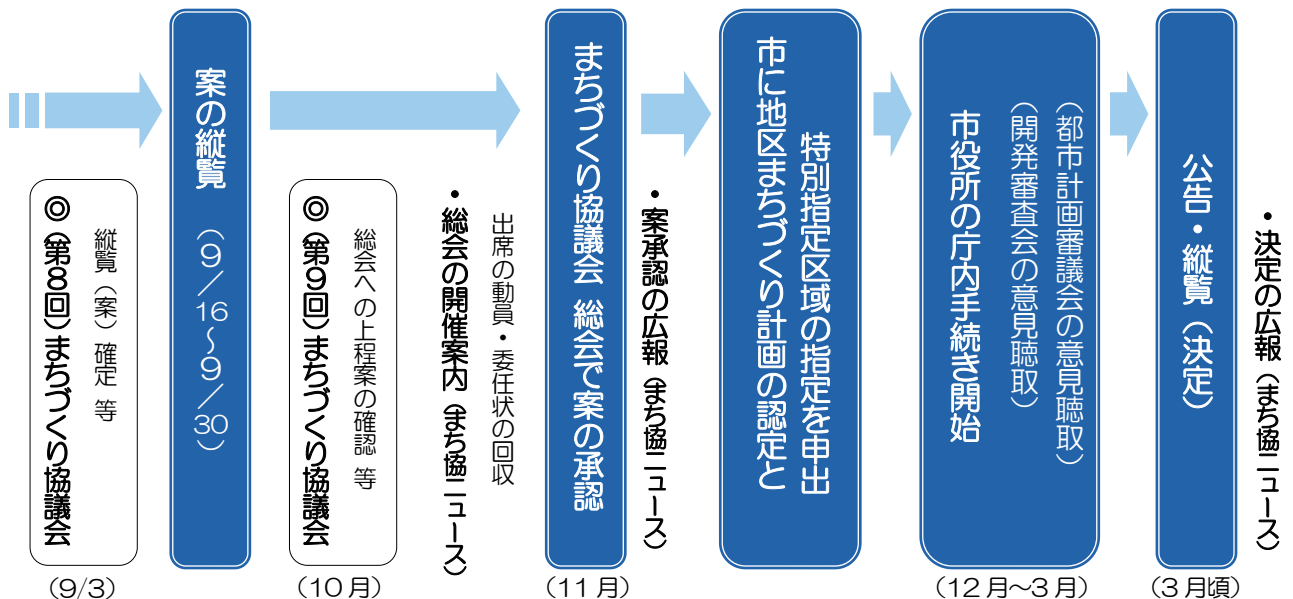 ◎（第8回）まちづくり協議会
縦覧（案）確定 等
（9/3）
案の縦覧 （9／16～9／30）
◎（第9回）まちづくり協議会
総会への上程案の確認 等
（10月）
・総会の開催案内（まち協ニュース）
出席の動員・委任状の回収
まちづくり協議会 総会で案の承認
（11月）
・案承認の広報（まち協ニュース）
市に地区まちづくり計画の認定と
特別指定区域の指定を申出
市役所の庁内手続き開始
（開発審査会の意見聴取）
（都市計画審議会の意見聴取）
（12月～3月）
公告・縦覧（決定）
（3月頃）
・決定の広報（まち協ニュース）